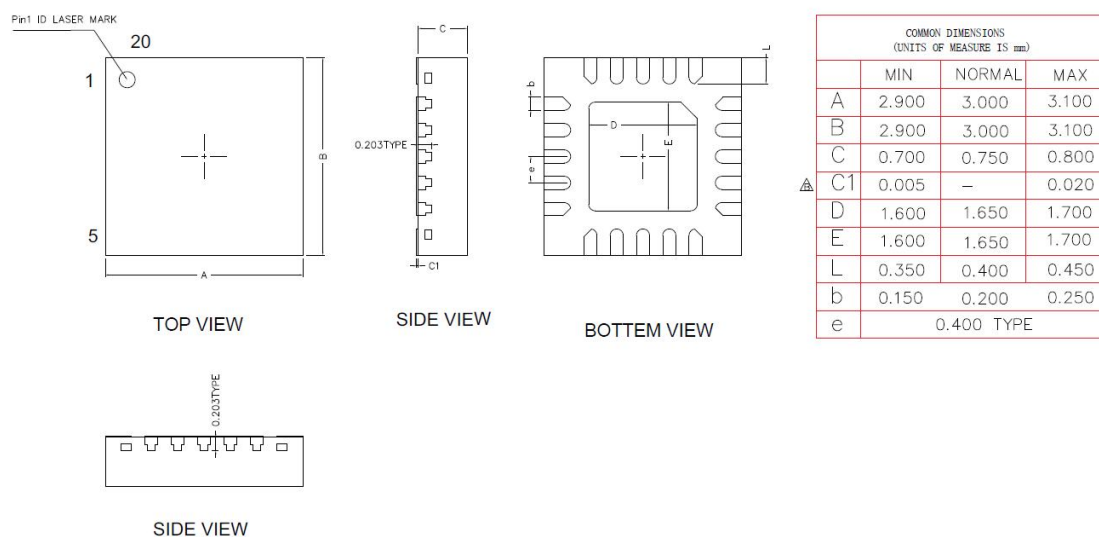 Pin1 ID LASER MARK
20
1
5
B
A
TOP VIEW
C
0.203TYPE
C1
SIDE VIEW
L
b
D
E
e
BOTTEM VIEW
0.203TYPE
SIDE VIEW
COMMON DIMENSIONS
(UNITS OF MEASURE IS mm)
MIN NORMAL MAX
A 2.900 3.000 3.100
B 2.900 3.000 3.100
C 0.700 0.750 0.800
C1 0.005 – 0.020
D 1.600 1.650 1.700
E 1.600 1.650 1.700
L 0.350 0.400 0.450
b 0.150 0.200 0.250
e 0.400 TYPE